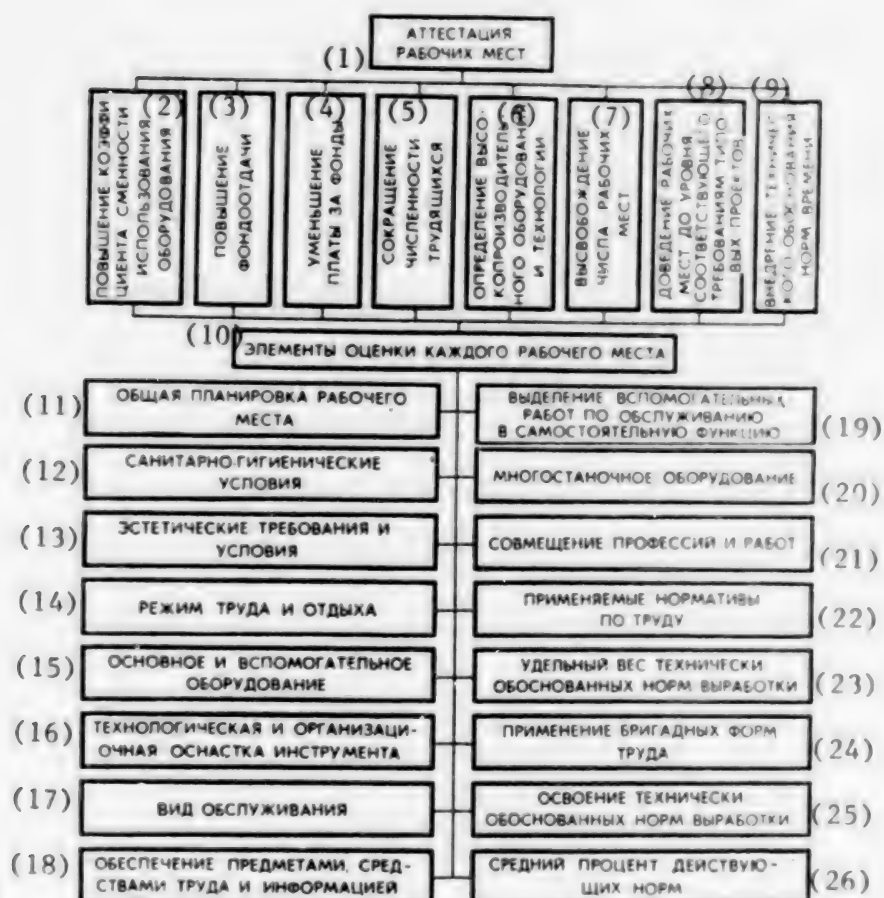 АТТЕСТАЦИЯ
РАБОЧИХ МЕСТ
(1)
(2)
ПОВЫШЕНИЕ КОЭФФИ
ЦИЕНТА СМЕННОСТИ
ИСПОЛЬЗОВАНИЯ
ОБОРУДОВАНИЯ
(3)
ПОВЫШЕНИЕ
ФОНДООТДАЧИ
(4)
УМЕНЬШЕНИЕ
ПЛАТЫ ЗА ФОНДЫ
(5)
СОКРАЩЕНИЕ
ЧИСЛЕННОСТИ
ТРУДЯЩИХСЯ
(6)
ОПРЕДЕЛЕНИЕ ВЫСО-
КОПРОИЗВОДИТЕЛЬ
НОГО ОБОРУДОВАНИЯ
И ТЕХНОЛОГИИ
(7)
ВЫСВОБОЖДЕНИЕ
ЧИСЛА РАБОЧИХ
МЕСТ
(8)
ДОВЕДЕНИЕ РАБОЧИХ
МЕСТ ДО УРОВНЯ
СООТВЕТСТВУЮЩЕГО
ТРЕБОВАНИЯМ ТИПО
ВЫХ ПРОЕКТОВ
(9)
ВНЕДРЕНИЕ
ОБОСНОВАНИЯ
НОРМ ВРЕМЕНИ
(10)
ЭЛЕМЕНТЫ ОЦЕНКИ КАЖДОГО РАБОЧЕГО МЕСТА
(11)
ОБЩАЯ ПЛАНИРОВКА РАБОЧЕГО
МЕСТА
(12)
САНИТАРНО-ГИГИЕНИЧЕСКИЕ
УСЛОВИЯ
(13)
ЭСТЕТИЧЕСКИЕ ТРЕБОВАНИЯ И
УСЛОВИЯ
(14)
РЕЖИМ ТРУДА И ОТДЫХА
(15)
ОСНОВНОЕ И ВСПОМОГАТЕЛЬНОЕ
ОБОРУДОВАНИЕ
(16)
ТЕХНОЛОГИЧЕСКАЯ И ОРГАНИЗАЦИ-
ОЧНАЯ ОСНАСТКА ИНСТРУМЕНТА
(17)
ВИД ОБСЛУЖИВАНИЯ
(18)
ОБЕСПЕЧЕНИЕ ПРЕДМЕТАМИ, СРЕД-
СТВАМИ ТРУДА И ИНФОРМАЦИЕЙ
ВЫДЕЛЕНИЕ ВСПОМОГАТЕЛЬНЫХ
РАБОТ ПО ОБСЛУЖИВАНИЮ
В САМОСТОЯТЕЛЬНУЮ ФУНКЦИЮ
(19)
МНОГОСТАНОЧНОЕ ОБОРУДОВАНИЕ
(20)
СОВМЕЩЕНИЕ ПРОФЕССИЙ И РАБОТ
(21)
ПРИМЕНЯЕМЫЕ НОРМАТИВЫ
ПО ТРУДУ
(22)
УДЕЛЬНЫЙ ВЕС ТЕХНИЧЕСКИ
ОБОСНОВАННЫХ НОРМ ВЫРАБОТКИ
(23)
ПРИМЕНЕНИЕ БРИГАДНЫХ ФОРМ
ТРУДА
(24)
ОСВОЕНИЕ ТЕХНИЧЕСКИ
ОБОСНОВАННЫХ НОРМ ВЫРАБОТКИ
(25)
СРЕДНИЙ ПРОЦЕНТ ДЕЙСТВУЮ-
ЩИХ НОРМ
(26)